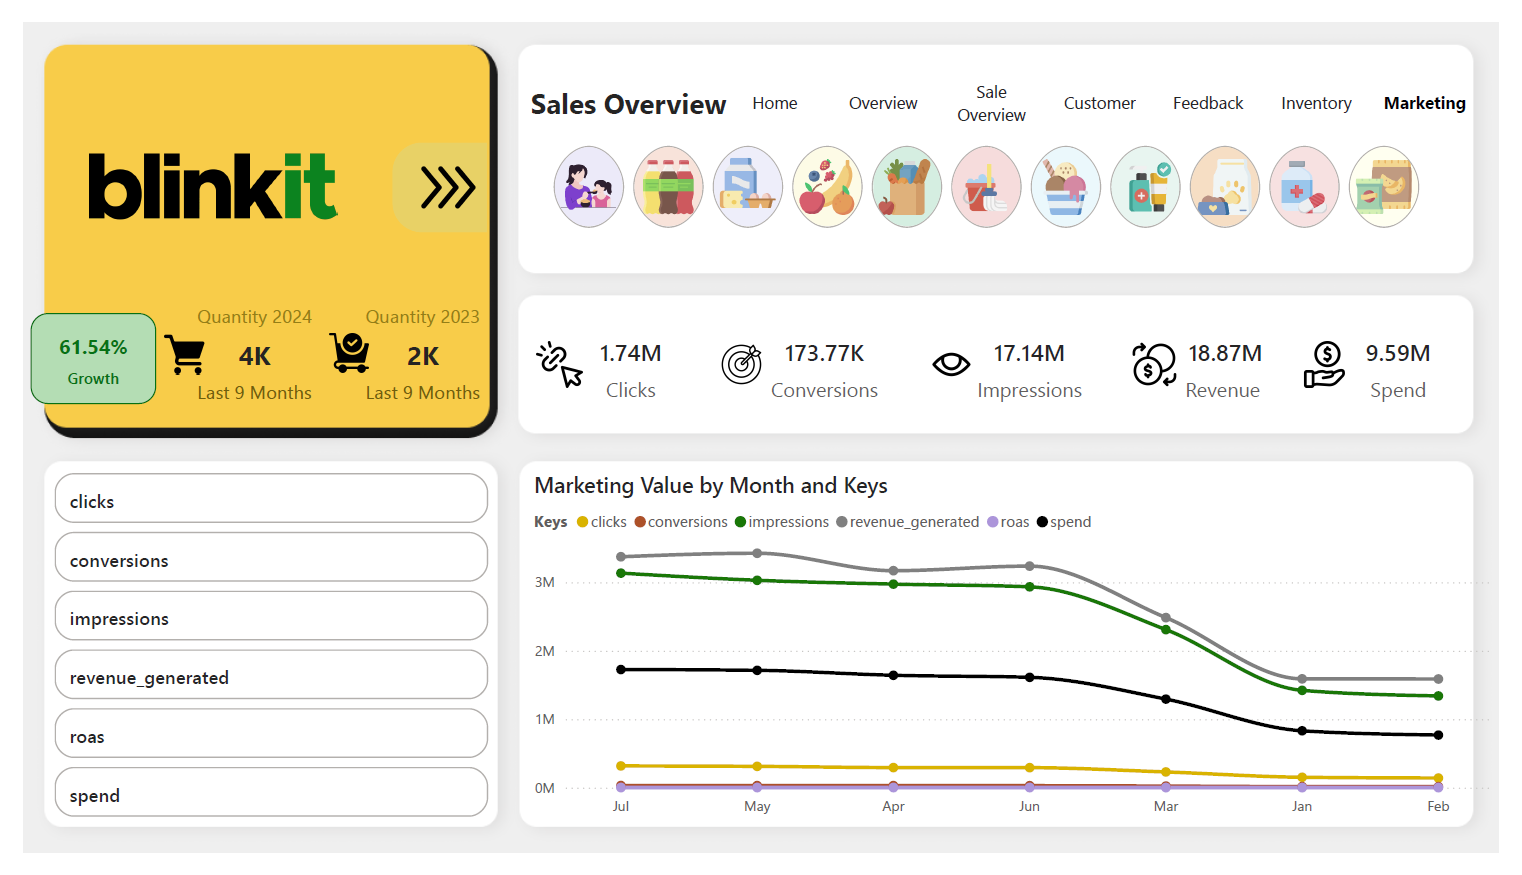 blinkit
Quantity 2024
Quantity 2023
61.54%
Growth
4K
2K
Last 9 Months
Last 9 Months
Sales Overview
Home
Overview
Sale
Overview
Customer
Feedback
Inventory
Marketing
1.74M
Clicks
173.77K
Conversions
17.14M
Impressions
18.87M
Revenue
9.59M
Spend
clicks
conversions
impressions
revenue_generated
roas
spend
Marketing Value by Month and Keys
Keys clicks conversions impressions revenue_generated roas spend
3M
2M
1M
0M
Jul May Apr Jun Mar Jan Feb